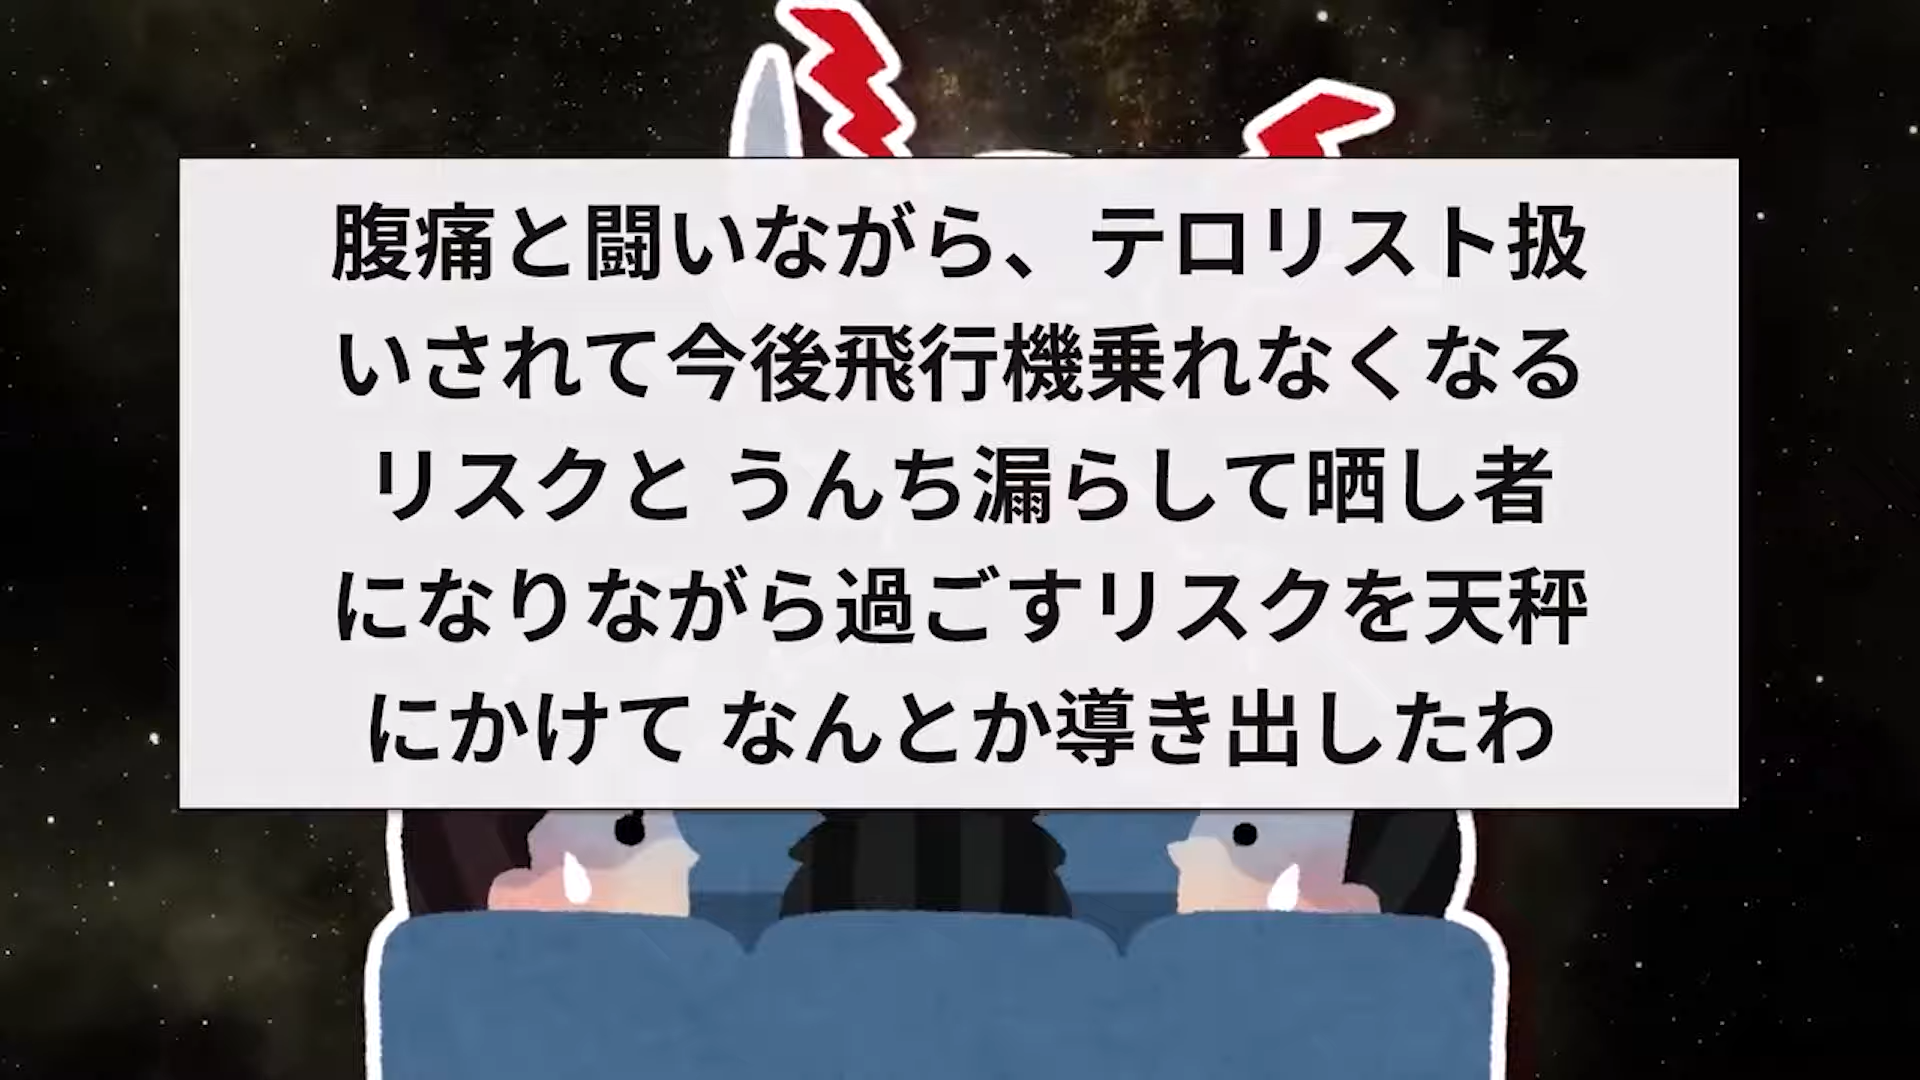 腹痛と闘いながら、テロリスト扱
いされて今後飛行機乗れなくなる
リスクと うんち漏らして晒し者
になりながら過ごすリスクを天秤
にかけて なんとか導き出したわ